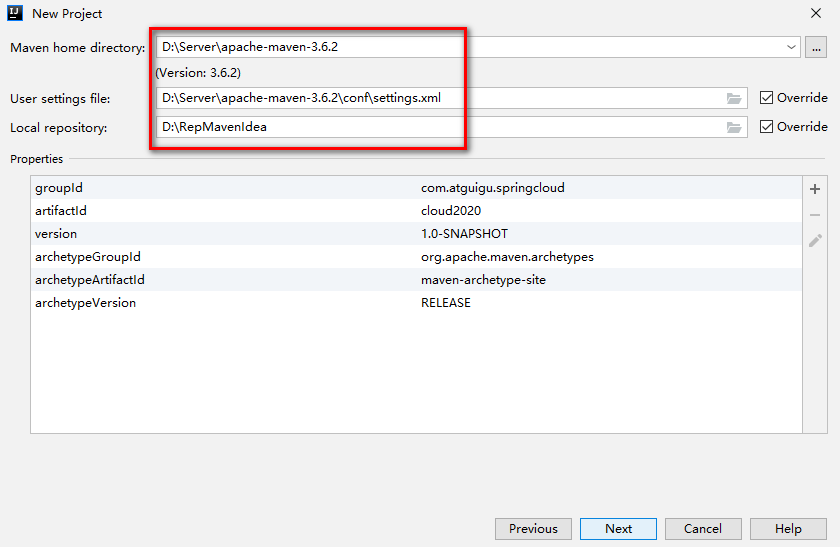 New Project
Maven home directory: D:\Server\apache-maven-3.6.2 ...
(Version: 3.6.2)
User settings file: D:\Server\apache-maven-3.6.2\conf\settings.xml Override
Local repository: D:\RepMavenIdea Override
Properties
groupId com.atguigu.springcloud
artifactId cloud2020
version 1.0-SNAPSHOT
archetypeGroupId org.apache.maven.archetypes
archetypeArtifactId maven-archetype-site
archetypeVersion RELEASE
Previous Next Cancel Help